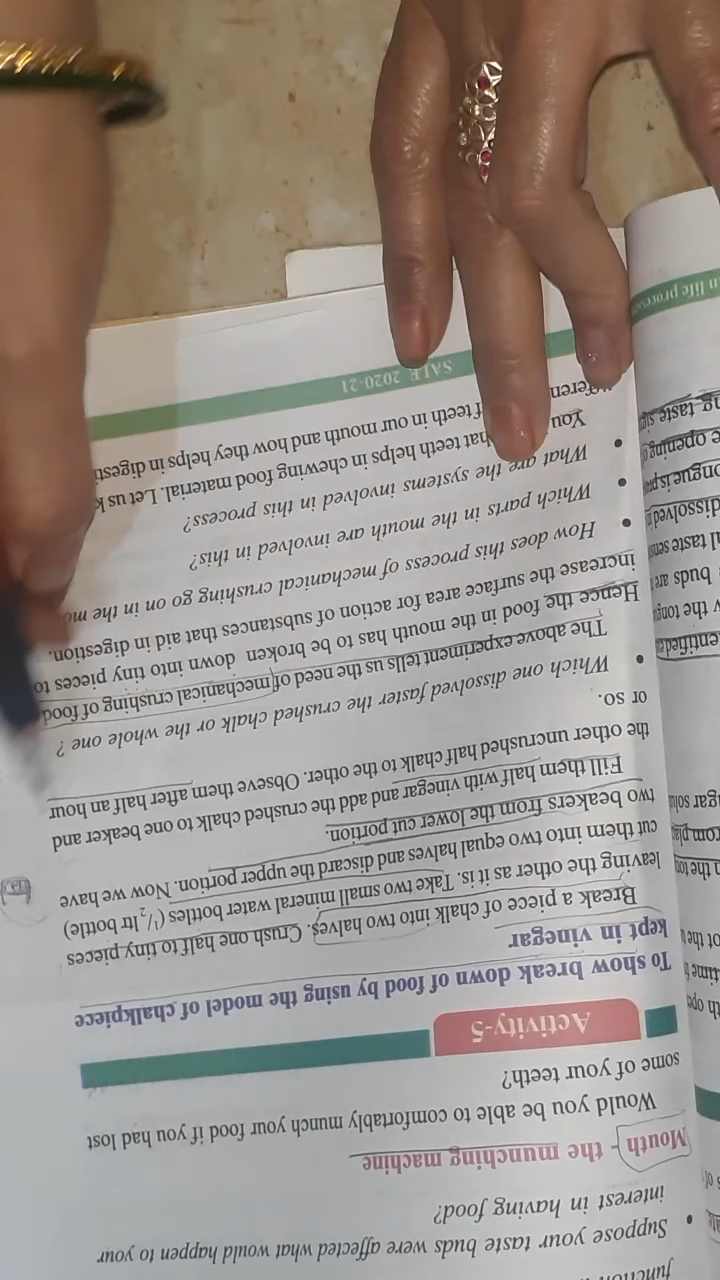 function
• Suppose your taste buds were affected what would happen to your
interest in having food?
Mouth - the munching machine
Would you be able to comfortably munch your food if you had lost
some of your teeth?
Activity-5
To show break down of food by using the model of chalkpiece
kept in vinegar
Break a piece of chalk into two halves. Crush one half to tiny pieces
leaving the other as it is. Take two small mineral water bottles (1/2 ltr bottle)
cut them into two equal halves and discard the upper portion. Now we have
two beakers from the lower cut portion.
Fill them half with vinegar and add the crushed chalk to one beaker and
the other uncrushed half chalk to the other. Obseve them after half an hour
or so.
• Which one dissolved faster the crushed chalk or the whole one ?
The above experiment tells us the need of mechanical crushing of food
Hence the food in the mouth has to be broken down into tiny pieces to
increase the surface area for action of substances that aid in digestion.
• How does this process of mechanical crushing go on in the
• Which parts in the mouth are involved in this?
• What are the systems involved in this process?
You that teeth helps in chewing food material. Let us
f teeth in our mouth and how they helps in
SALE 2020-21